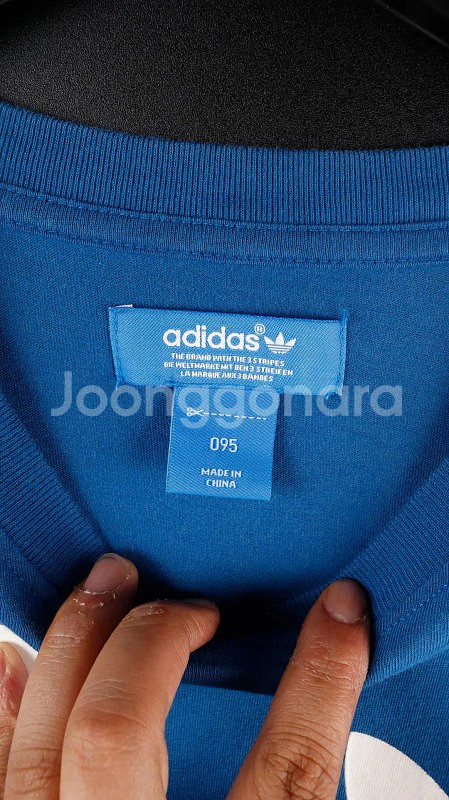 adidas®
THE BRAND WITH THE 3 STRIPES
DIE WELTMARKE MIT DEN 3 STREIFEN
LA MARQUE AUX 3 BANDES
Joonggonara
095
MADE IN
CHINA